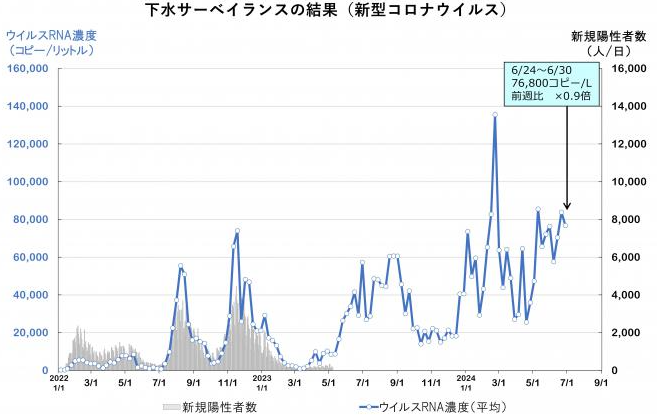 下水サーベイランスの結果（新型コロナウイルス）
ウイルスRNA濃度
（コピー/リットル）
新規陽性者数
（人/日）
6/24～6/30
76,800コピー/L
前週比　×0.9倍
160,000
140,000
120,000
100,000
80,000
60,000
40,000
20,000
0
16,000
14,000
12,000
10,000
8,000
6,000
4,000
2,000
0
2022 2023 2024
1/1 3/1 5/1 7/1 9/1 11/1 1/1 3/1 5/1 7/1 9/1 11/1 1/1 3/1 5/1 7/1 9/1
新規陽性者数 ウイルスRNA濃度(平均)